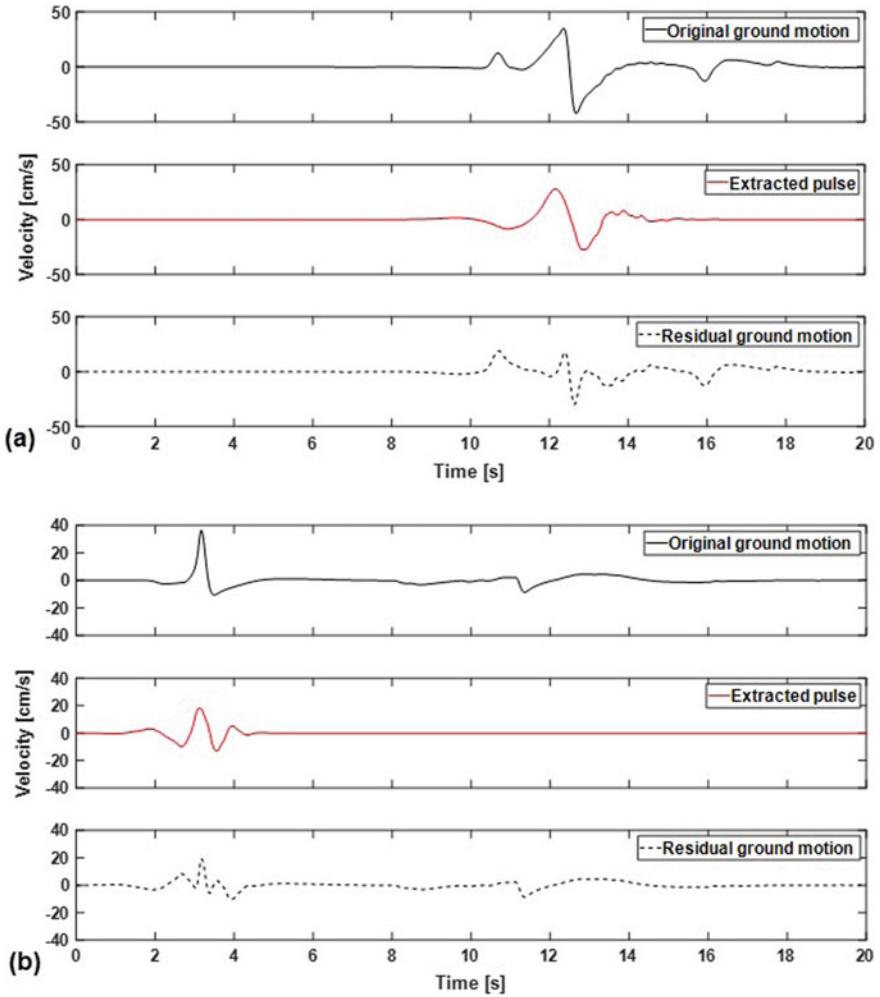 50
Original ground motion
0
-50
50
Extracted pulse
0
-50
Velocity [cm/s]
50
Residual ground motion
0
-50
0 2 4 6 8 10 12 14 16 18 20
(a)
Time [s]
40
Original ground motion
20
0
-20
-40
40
Extracted pulse
20
0
-20
-40
Velocity [cm/s]
40
Residual ground motion
20
0
-20
-40
0 2 4 6 8 10 12 14 16 18 20
(b)
Time [s]